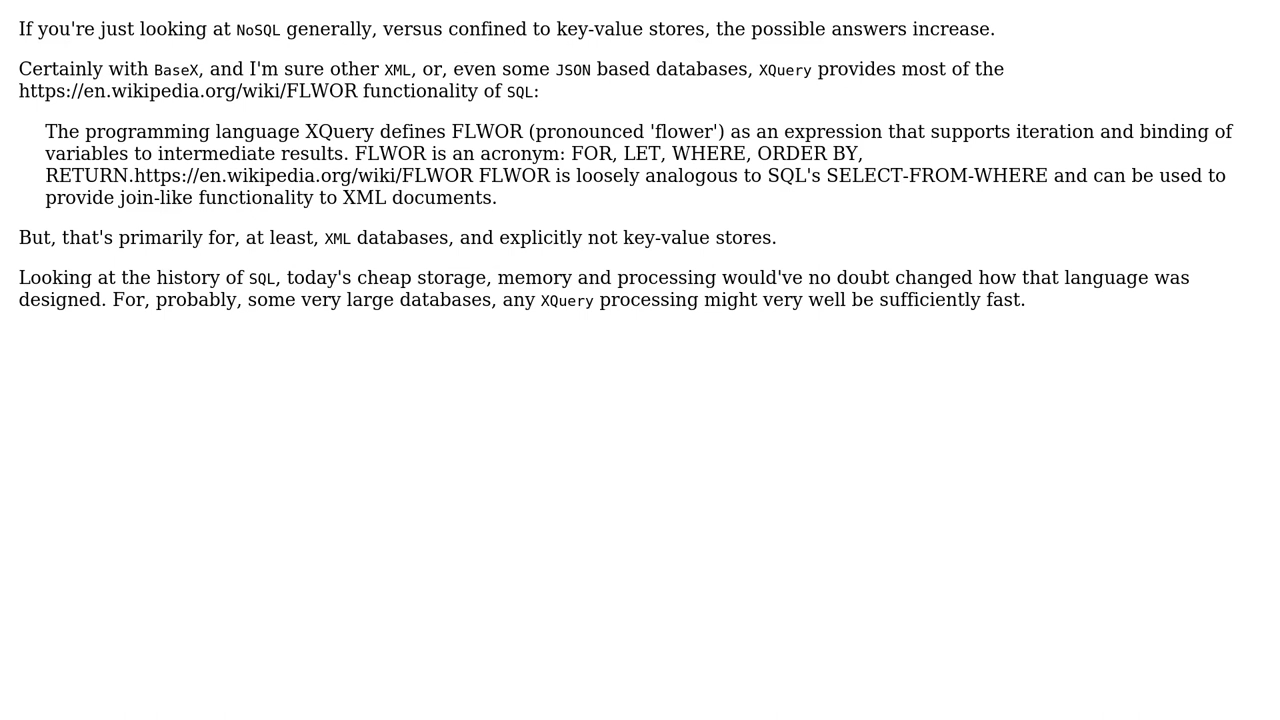 If you're just looking at NoSQL generally, versus confined to key-value stores, the possible answers increase.
Certainly with BaseX, and I'm sure other XML, or, even some JSON based databases, XQuery provides most of the
https://en.wikipedia.org/wiki/FLWOR functionality of SQL:
The programming language XQuery defines FLWOR (pronounced 'flower') as an expression that supports iteration and binding of
variables to intermediate results. FLWOR is an acronym: FOR, LET, WHERE, ORDER BY,
RETURN.https://en.wikipedia.org/wiki/FLWOR FLWOR is loosely analogous to SQL's SELECT-FROM-WHERE and can be used to
provide join-like functionality to XML documents.
But, that's primarily for, at least, XML databases, and explicitly not key-value stores.
Looking at the history of SQL, today's cheap storage, memory and processing would've no doubt changed how that language was
designed. For, probably, some very large databases, any XQuery processing might very well be sufficiently fast.